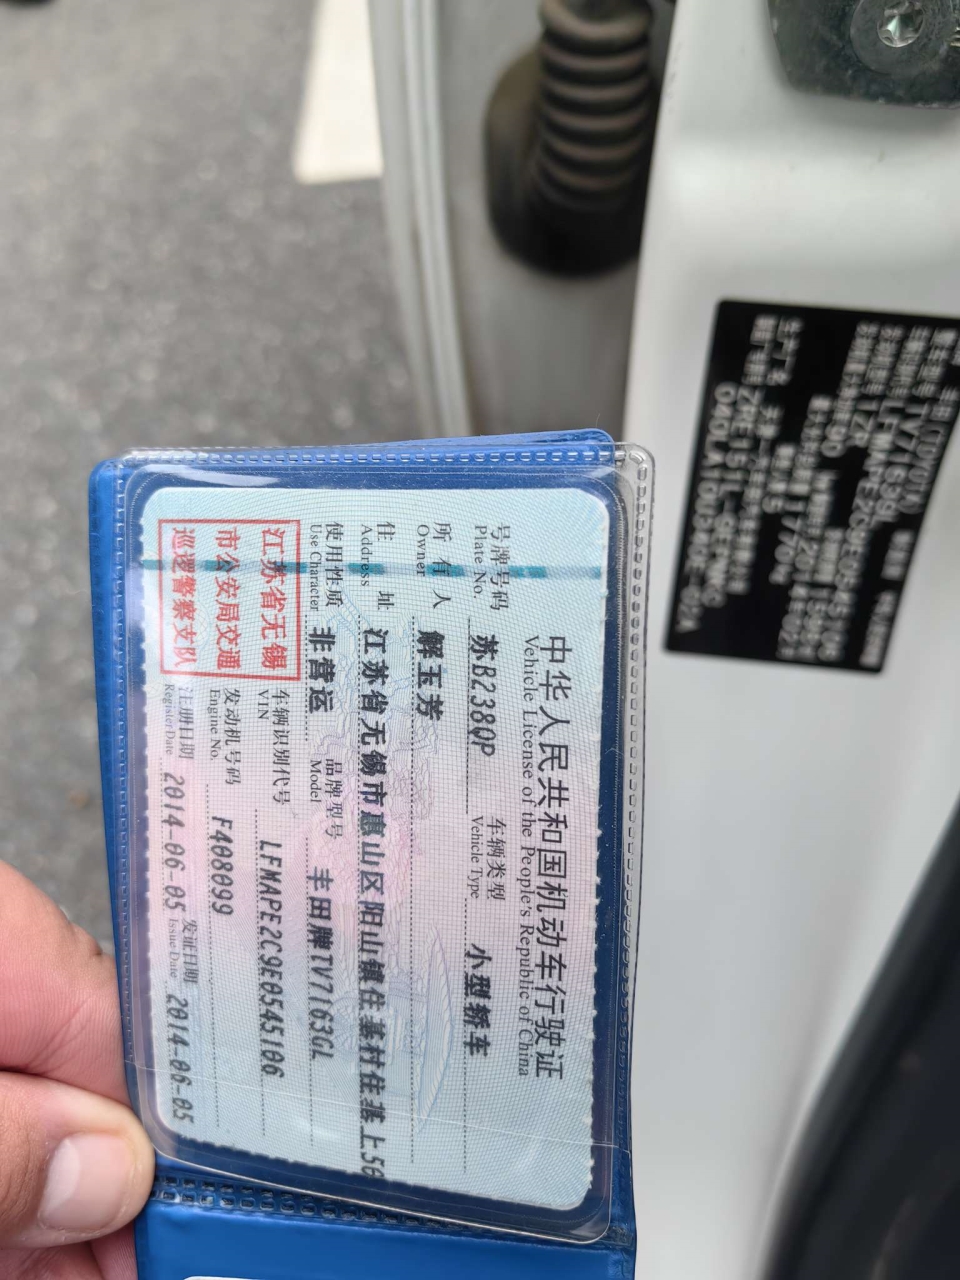 中华人民共和国机动车行驶证
Vehicle License of the People's Republic of China
号牌号码 苏B238QP 车辆类型 小型轿车
Plate No. Vehicle Type
所有人 解玉芳
Owner
住址 江苏省无锡市惠山区阳山镇住基村住基上50
Address
使用性质 非营运 品牌型号 丰田牌TV7163GL
Use Character Model
江苏省无锡
市公安局交通
巡逻警察支队
车辆识别代号 LFMAPE2C9E0545106
VIN
发动机号码 F408099
Engine No.
注册日期 2014-06-05 发证日期 2014-06-05
Register Date Issue Date
(TOYOTA)
TV7163GL
LFMAPE2C9E0545106
1ZR